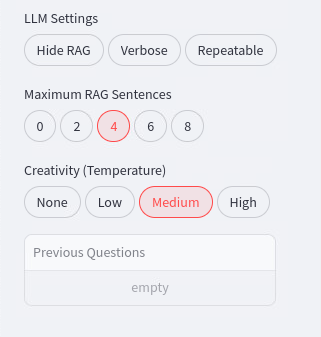 LLM Settings
Hide RAG Verbose Repeatable
Maximum RAG Sentences
0 2 4 6 8
Creativity (Temperature)
None Low Medium High
Previous Questions
empty